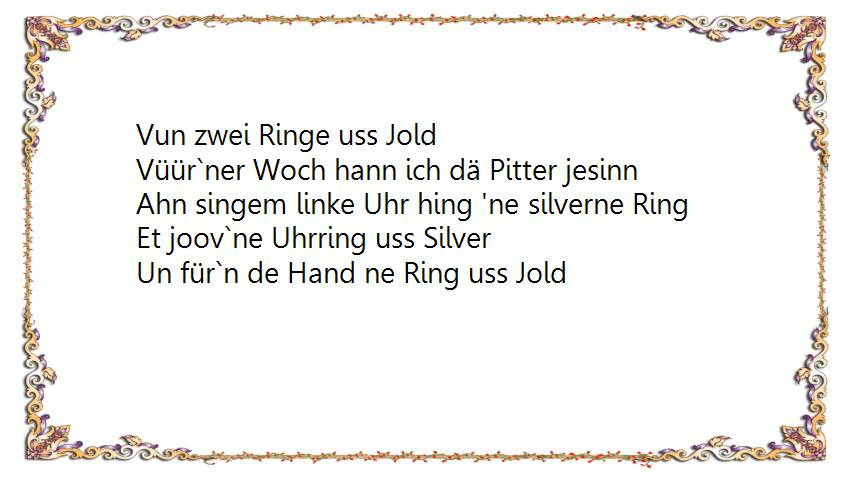 Vun zwei Ringe uss Jold
Vüür`ner Woch hann ich dä Pitter jesinn
Ahn singem linke Uhr hing 'ne silverne Ring
Et joov`ne Uhrring uss Silver
Un für`n de Hand ne Ring uss Jold